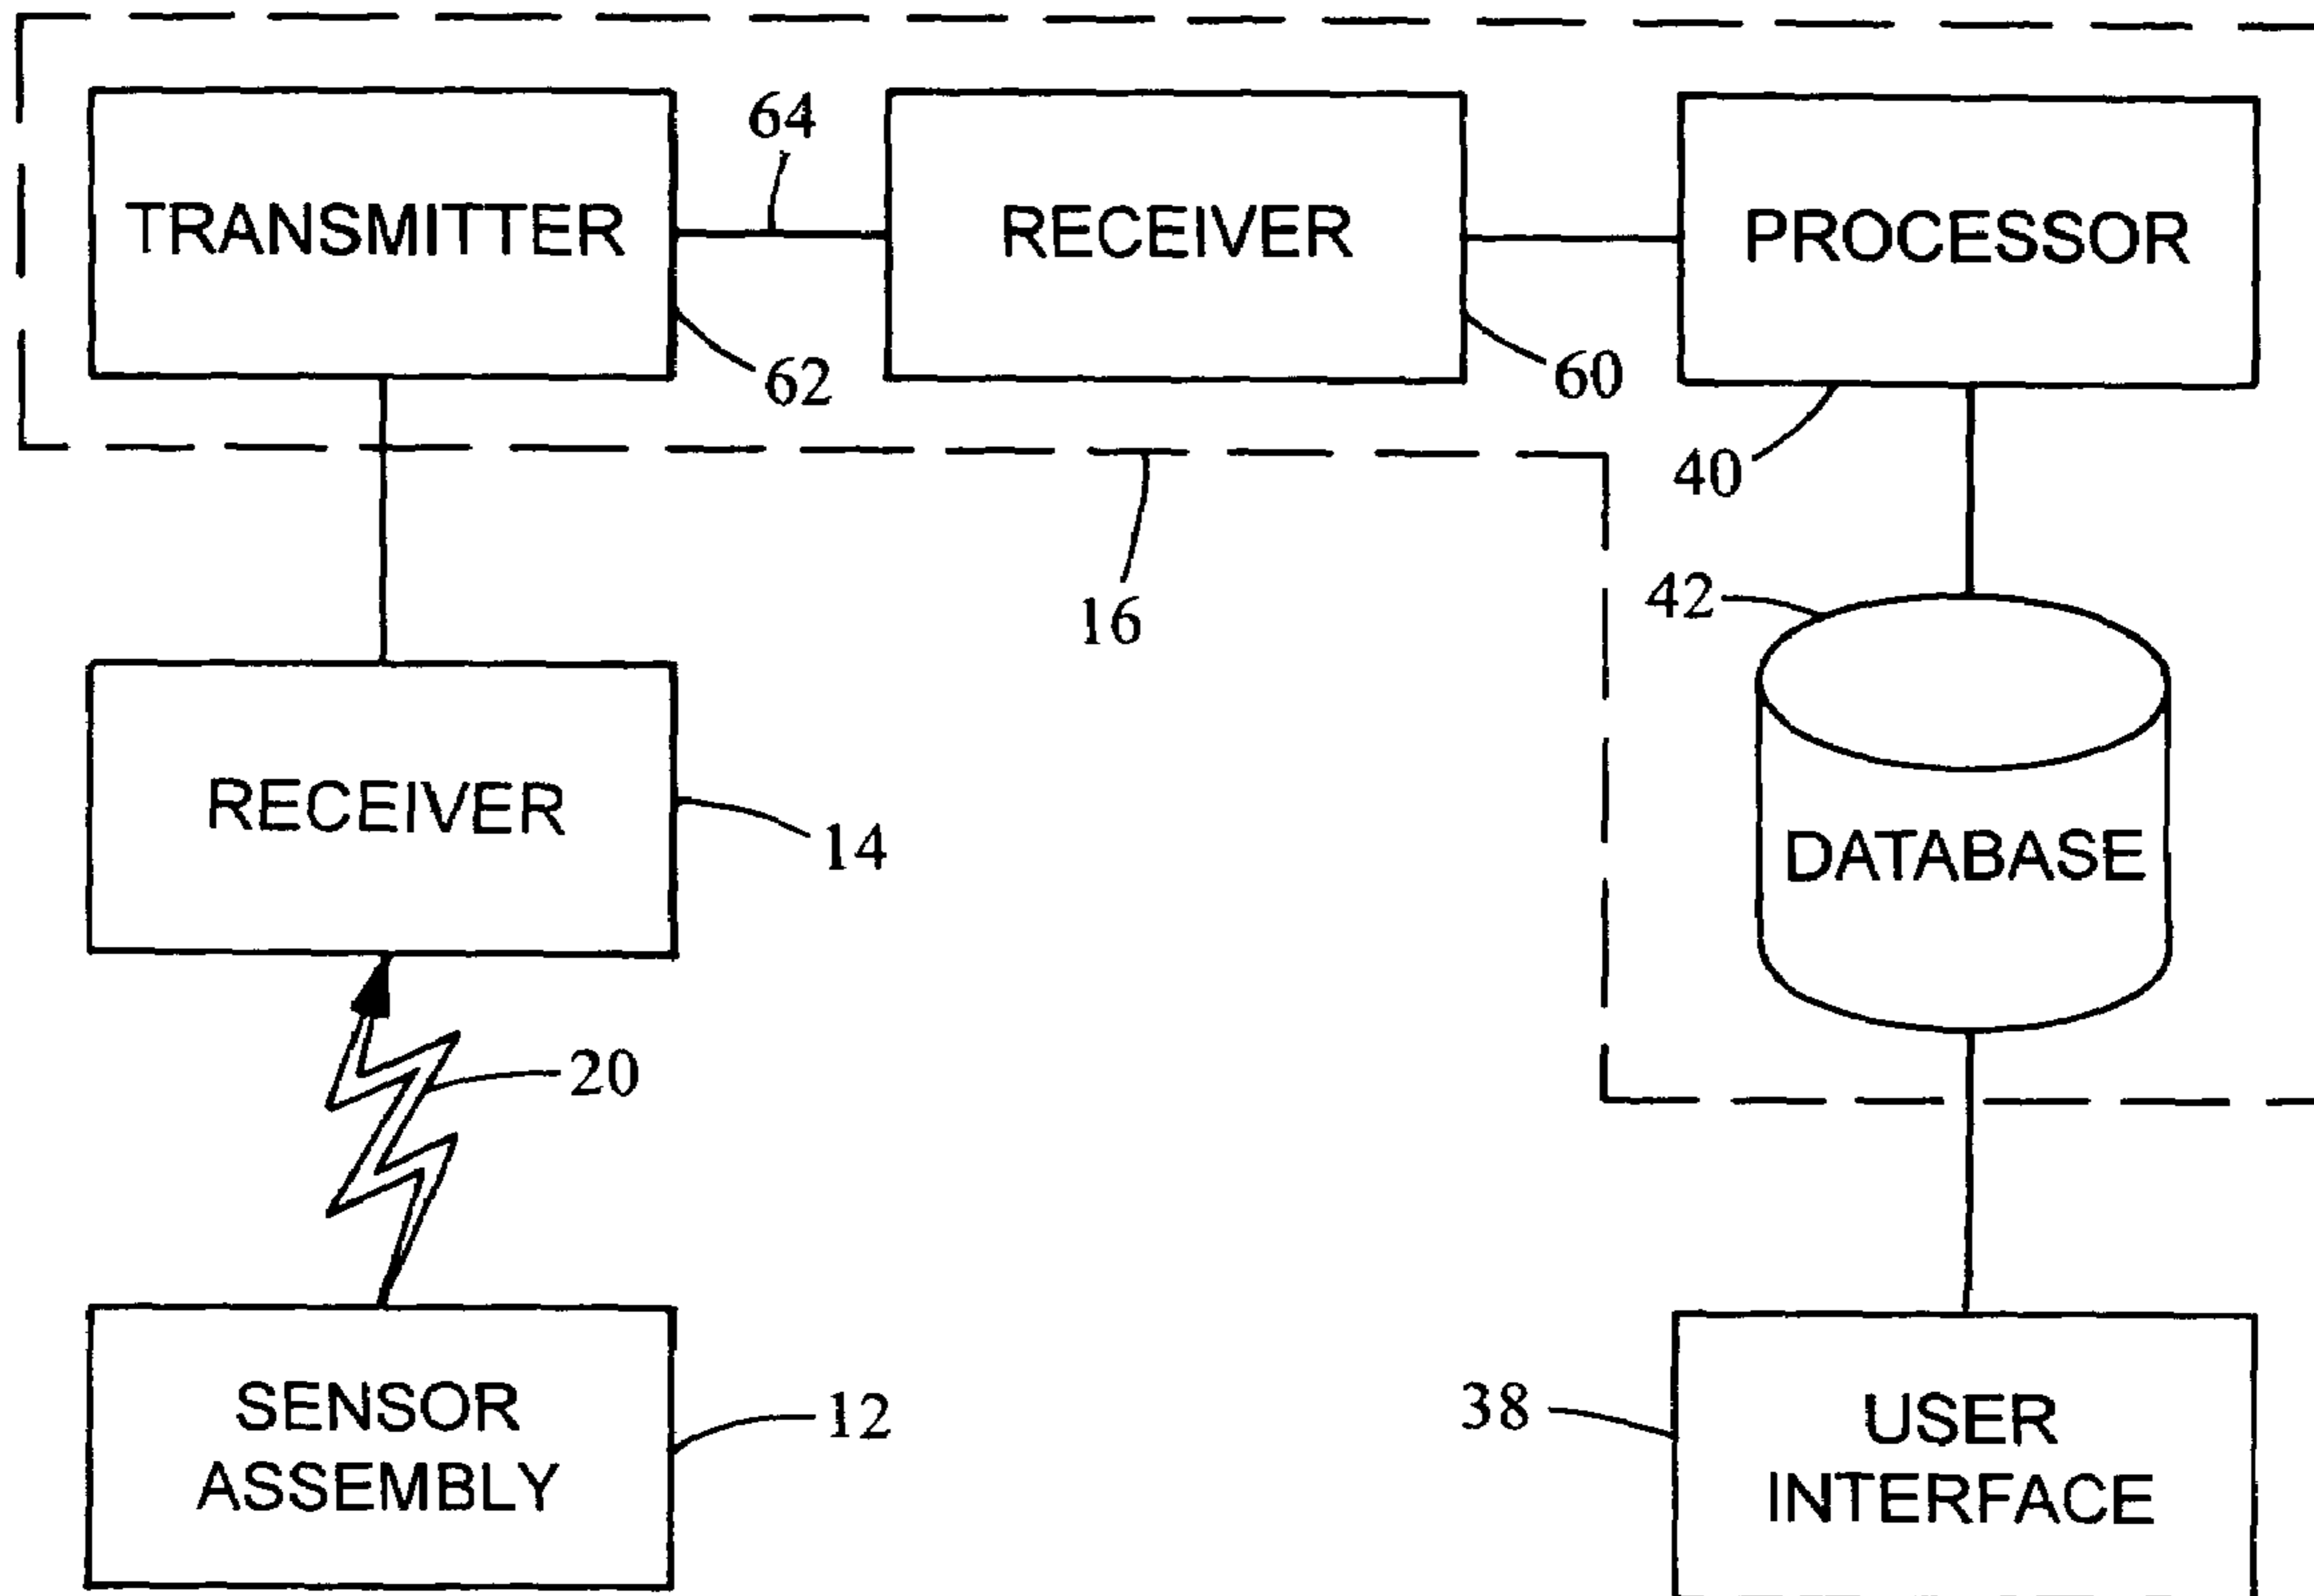 64
TRANSMITTER
RECEIVER
PROCESSOR
62
60
40
16
42
RECEIVER
14
DATABASE
20
SENSOR
ASSEMBLY
12
38
USER
INTERFACE